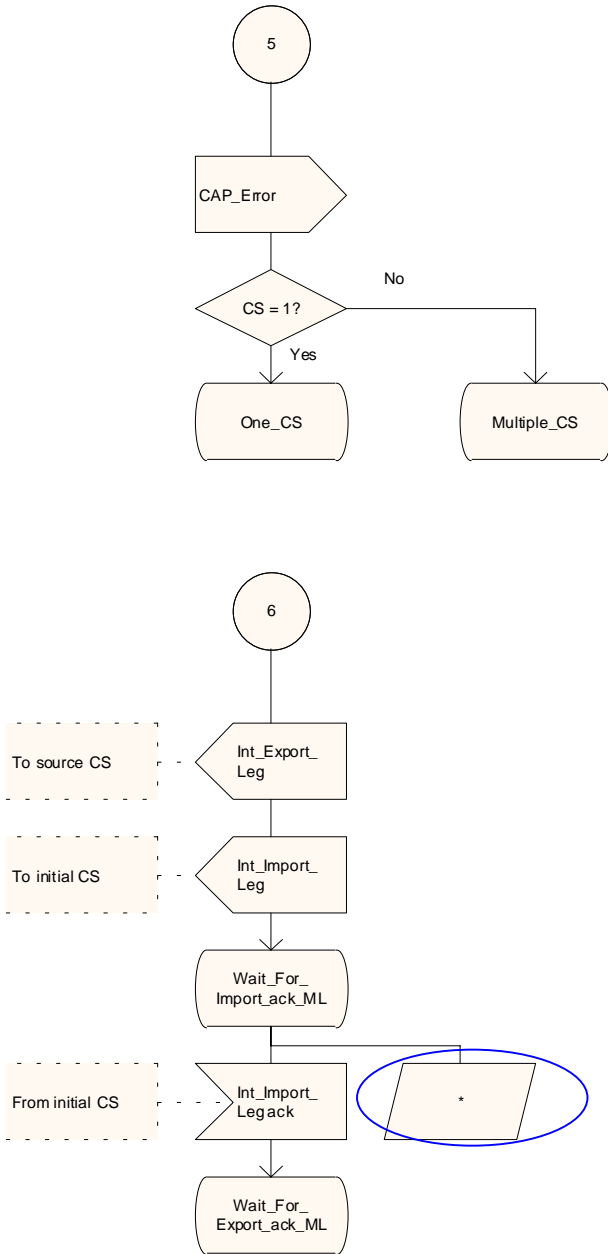 5
CAP_Error
No
CS = 1?
Yes
One_CS
Multiple_CS
6
To source CS
Int_Export_
Leg
To initial CS
Int_Import_
Leg
Wait_For_
Import_ack_ML
From initial CS
Int_Import_
Leg ack
*
Wait_For_
Export_ack_ML